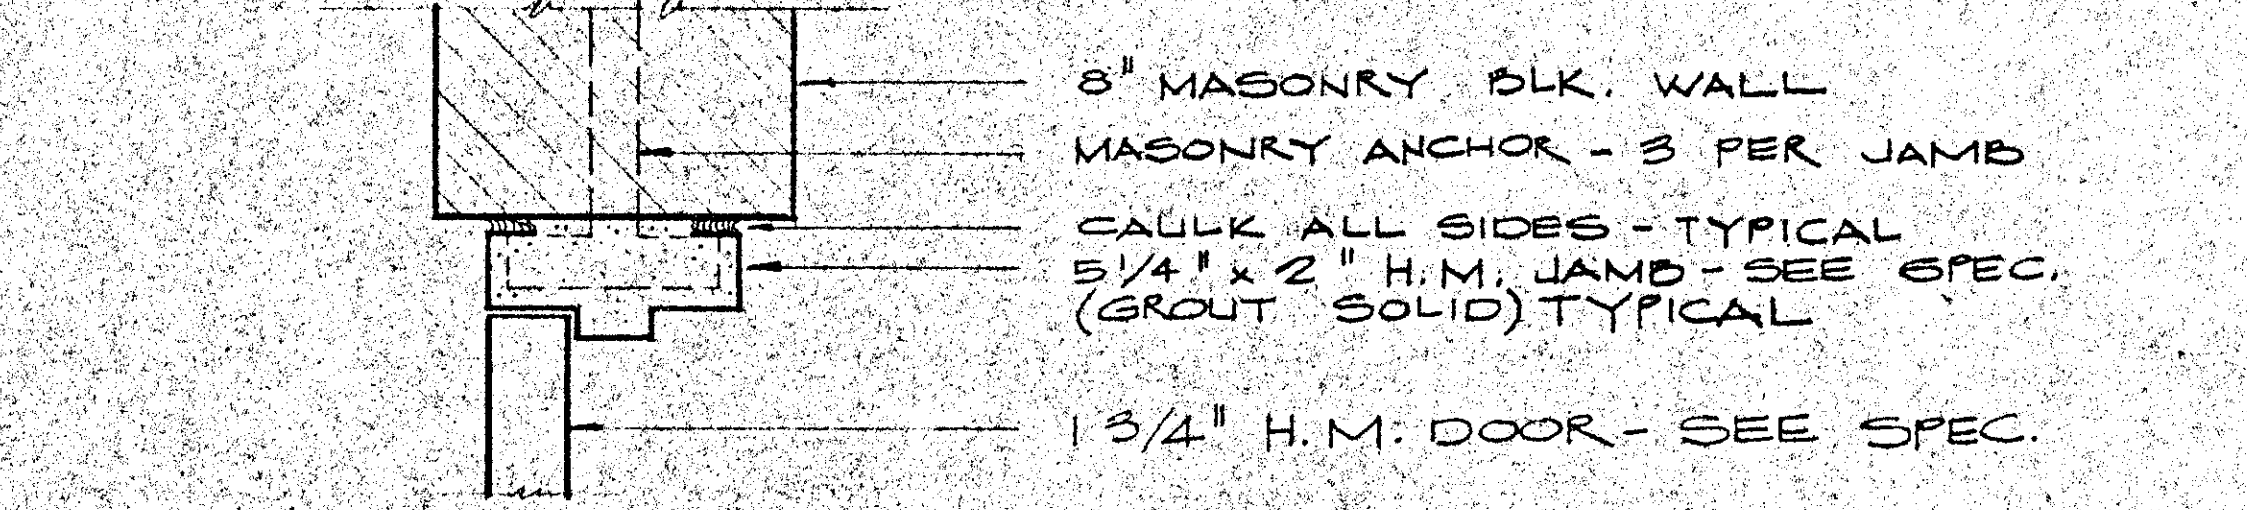 8" MASONRY BLK. WALL
MASONRY ANCHOR - 3 PER JAMB
CAULK ALL SIDES - TYPICAL
5 1/4" x 2" H.M. JAMB - SEE SPEC.
(GROUT SOLID) TYPICAL
1 3/4" H.M. DOOR - SEE SPEC.